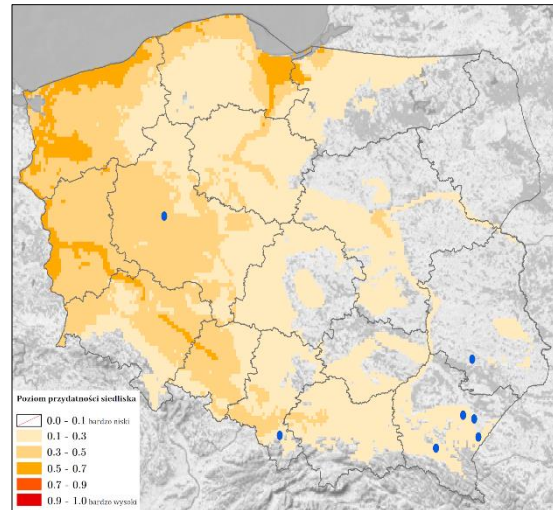 Poziom przydatności siedliska
0.0 - 0.1 bardzo niski
0.1 - 0.3
0.3 - 0.5
0.5 - 0.7
0.7 - 0.9
0.9 - 1.0 bardzo wysoki